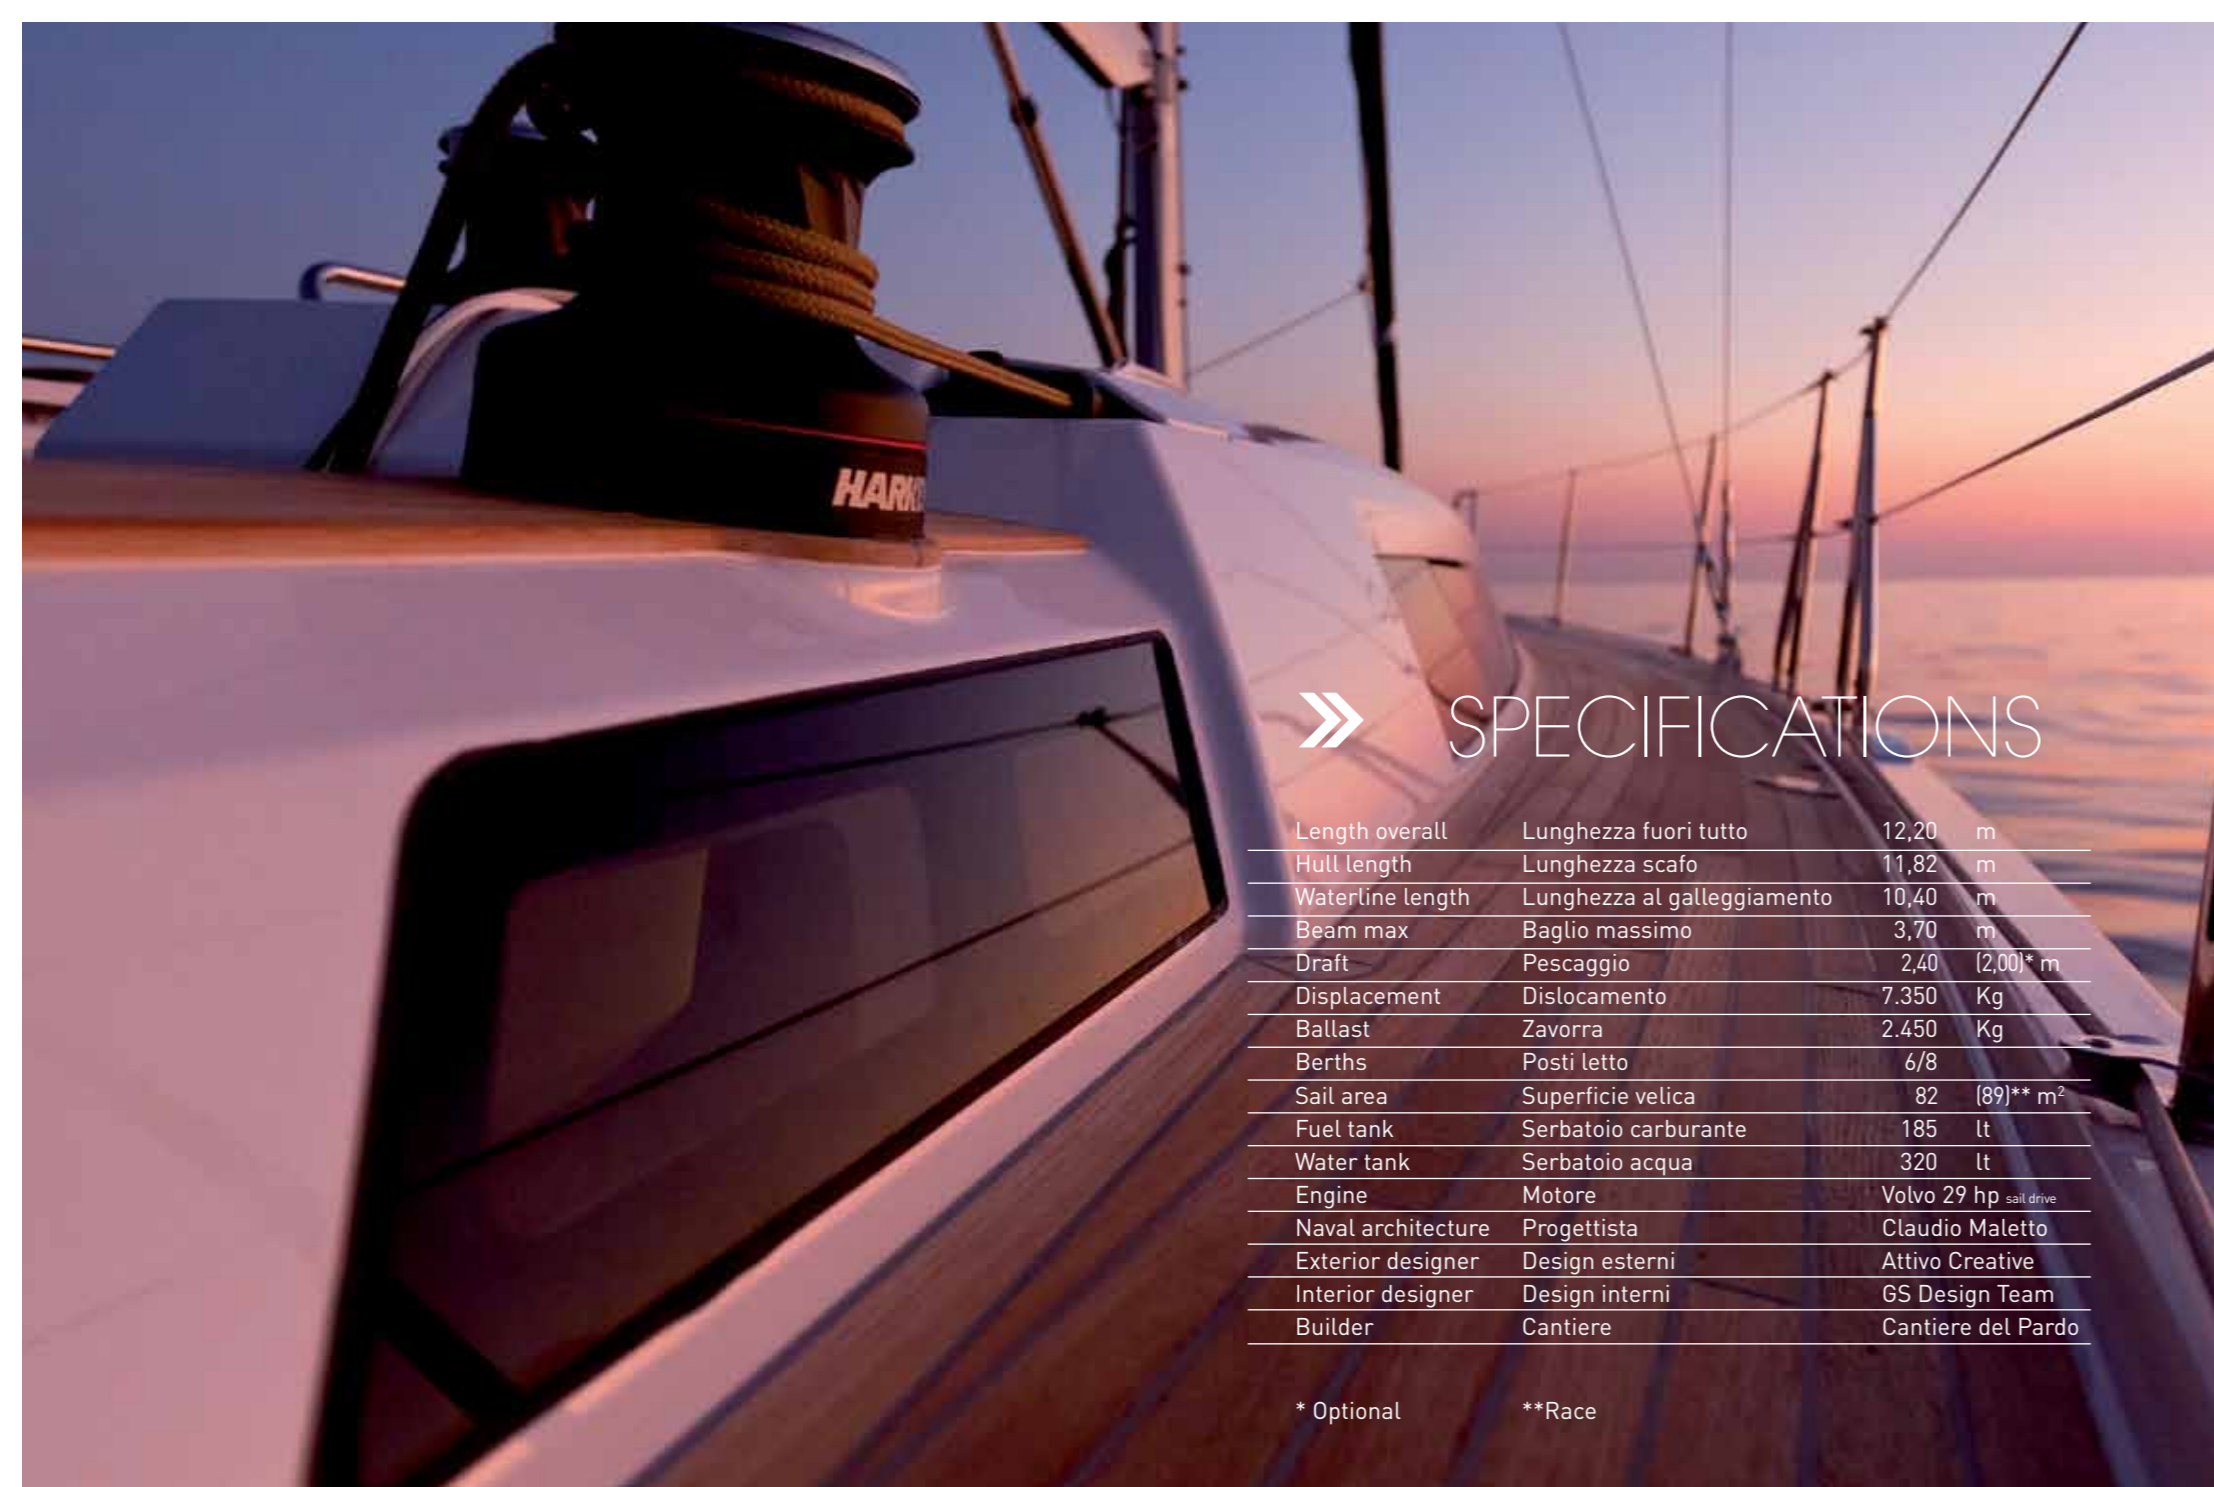 HARKE
SPECIFICATIONS
Length overall Lunghezza fuori tutto 12,20 m
Hull length Lunghezza scafo 11,82 m
Waterline length Lunghezza al galleggiamento 10,40 m
Beam max Baglio massimo 3,70 m
Draft Pescaggio 2,40 (2,00)* m
Displacement Dislocamento 7.350 Kg
Ballast Zavorra 2.450 Kg
Berths Posti letto 6/8
Sail area Superficie velica 82 (89)** m²
Fuel tank Serbatoio carburante 185 lt
Water tank Serbatoio acqua 320 lt
Engine Motore Volvo 29 hp sail drive
Naval architecture Progettista Claudio Maletto
Exterior designer Design esterni Attivo Creative
Interior designer Design interni GS Design Team
Builder Cantiere Cantiere del Pardo
* Optional **Race